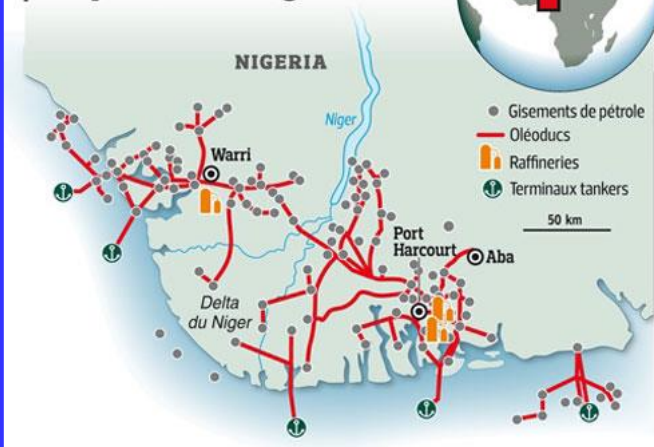 NIGERIA
Niger
Gisements de pétrole
Oléoducs
Raffineries
Terminaux tankers
50 km
Warri
Port
Harcourt
Aba
Delta
du Niger